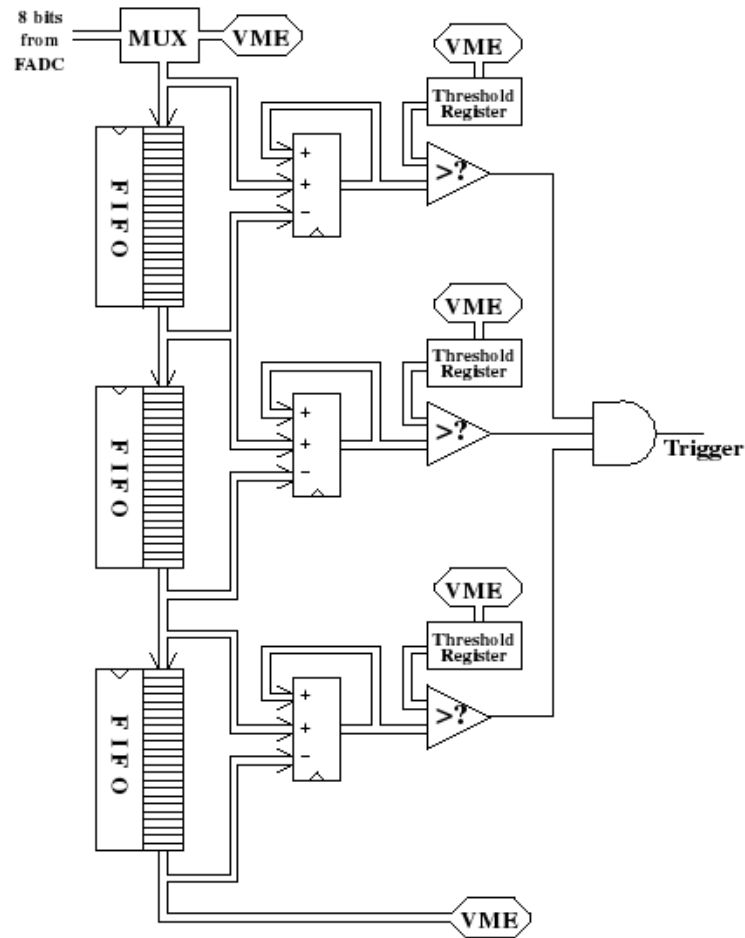 8 bits
from
FADC
MUX
VME
VME
Threshold
Register
FIFO
+
+
−
>?
VME
Threshold
Register
FIFO
+
+
−
>?
Trigger
VME
Threshold
Register
FIFO
+
+
−
>?
VME